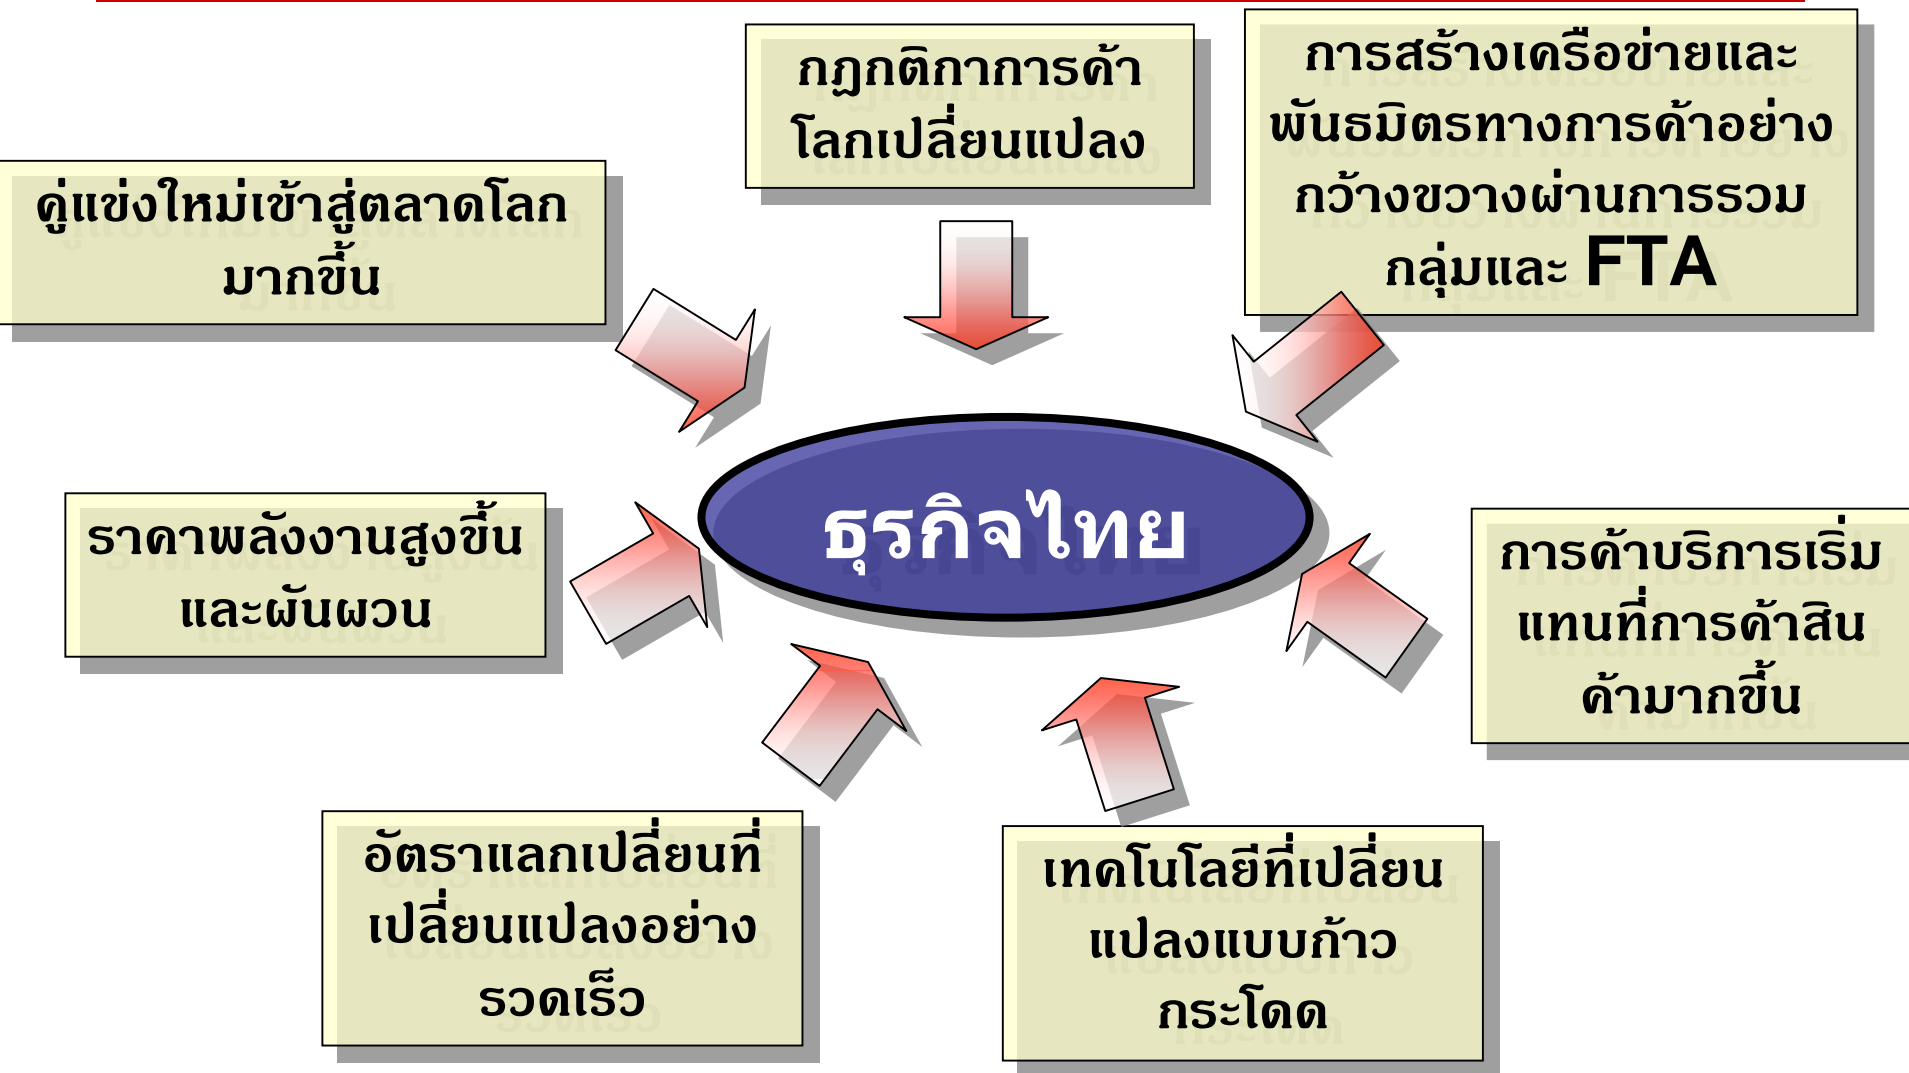 กฎกติกาการค้า
โลกเปลี่ยนแปลง
การสร้างเครือข่ายและ
พันธมิตรทางการค้าอย่าง
กว้างขวางผ่านการรวม
กลุ่มและ FTA
คู่แข่งใหม่เข้าสู่ตลาดโลก
มากขึ้น
ธุรกิจไทย
ราคาพลังงานสูงขึ้น
และผันผวน
การค้าบริการเริ่ม
แทนที่การค้าสิน
ค้ามากขึ้น
อัตราแลกเปลี่ยนที่
เปลี่ยนแปลงอย่าง
รวดเร็ว
เทคโนโลยีที่เปลี่ยน
แปลงแบบก้าว
กระโดด